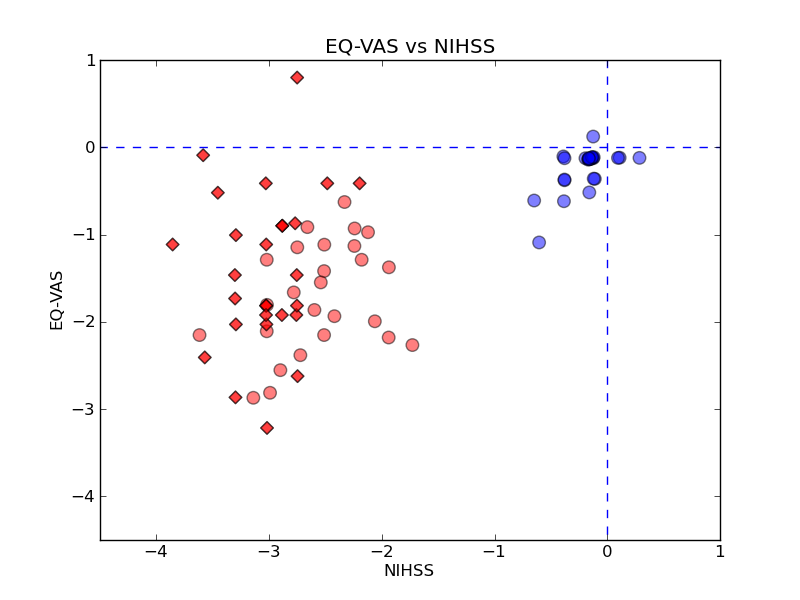 EQ-VAS vs NIHSS
1
0
−1
−2
−3
−4
EQ-VAS
−4 −3 −2 −1 0 1
NIHSS